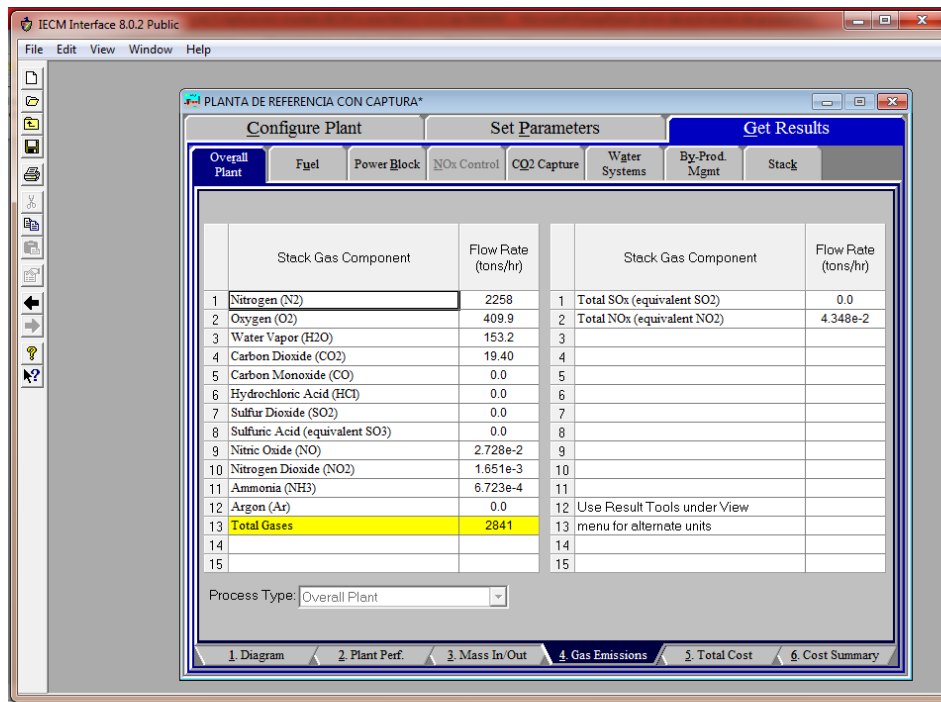 IECM Interface 8.0.2 Public
File Edit View Window Help
PLANTA DE REFERENCIA CON CAPTURA*
Configure Plant Set Parameters Get Results
Overall Plant Fuel Power Block NOx Control CO2 Capture Water Systems By-Prod. Mgmt Stack
Stack Gas Component Flow Rate (tons/hr) Stack Gas Component Flow Rate (tons/hr)
1 Nitrogen (N2) 2258 1 Total SOx (equivalent SO2) 0.0
2 Oxygen (O2) 409.9 2 Total NOx (equivalent NO2) 4.348e-2
3 Water Vapor (H2O) 153.2 3
4 Carbon Dioxide (CO2) 19.40 4
5 Carbon Monoxide (CO) 0.0 5
6 Hydrochloric Acid (HCl) 0.0 6
7 Sulfur Dioxide (SO2) 0.0 7
8 Sulfuric Acid (equivalent SO3) 0.0 8
9 Nitric Oxide (NO) 2.728e-2 9
10 Nitrogen Dioxide (NO2) 1.651e-3 10
11 Ammonia (NH3) 6.723e-4 11
12 Argon (Ar) 0.0 12 Use Result Tools under View
13 Total Gases 2841 13 menu for alternate units
14 14
15 15
Process Type: Overall Plant
1. Diagram 2. Plant Perf. 3. Mass In/Out 4. Gas Emissions 5. Total Cost 6. Cost Summary